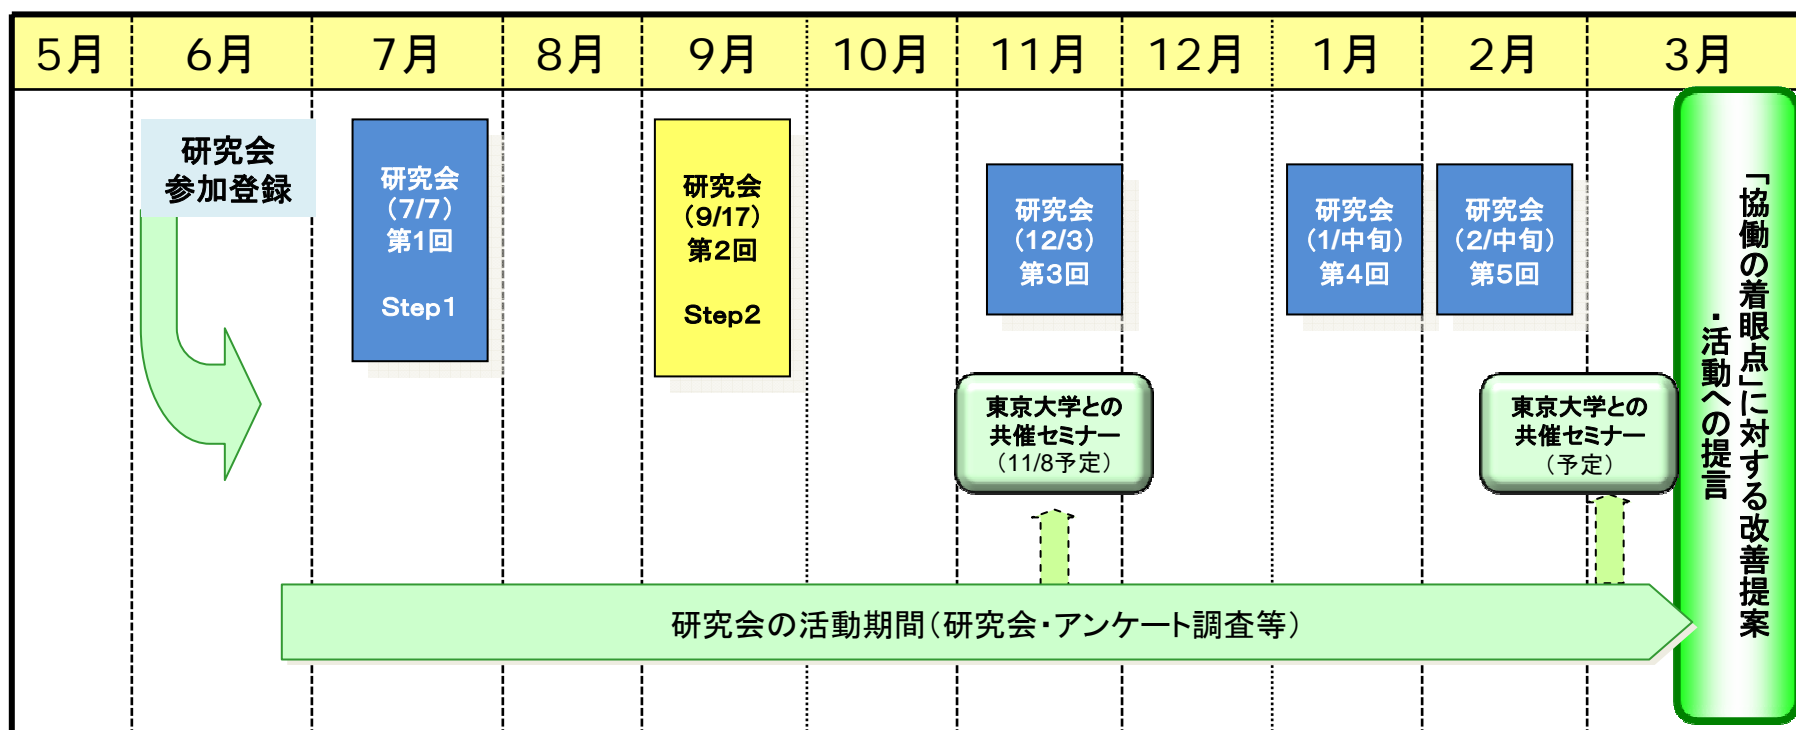 5月 6月 7月 8月 9月 10月 11月 12月 1月 2月 3月
研究会
参加登録
研究会
（7/7）
第1回
Step1
研究会
（9/17）
第2回
Step2
研究会
（12/3）
第3回
研究会
（1/中旬）
第4回
研究会
（2/中旬）
第5回
東京大学との
共催セミナー
（11/8予定）
東京大学との
共催セミナー
（予定）
「協働の着眼点」に対する改善提案
・活動への提言
研究会の活動期間（研究会・アンケート調査等）